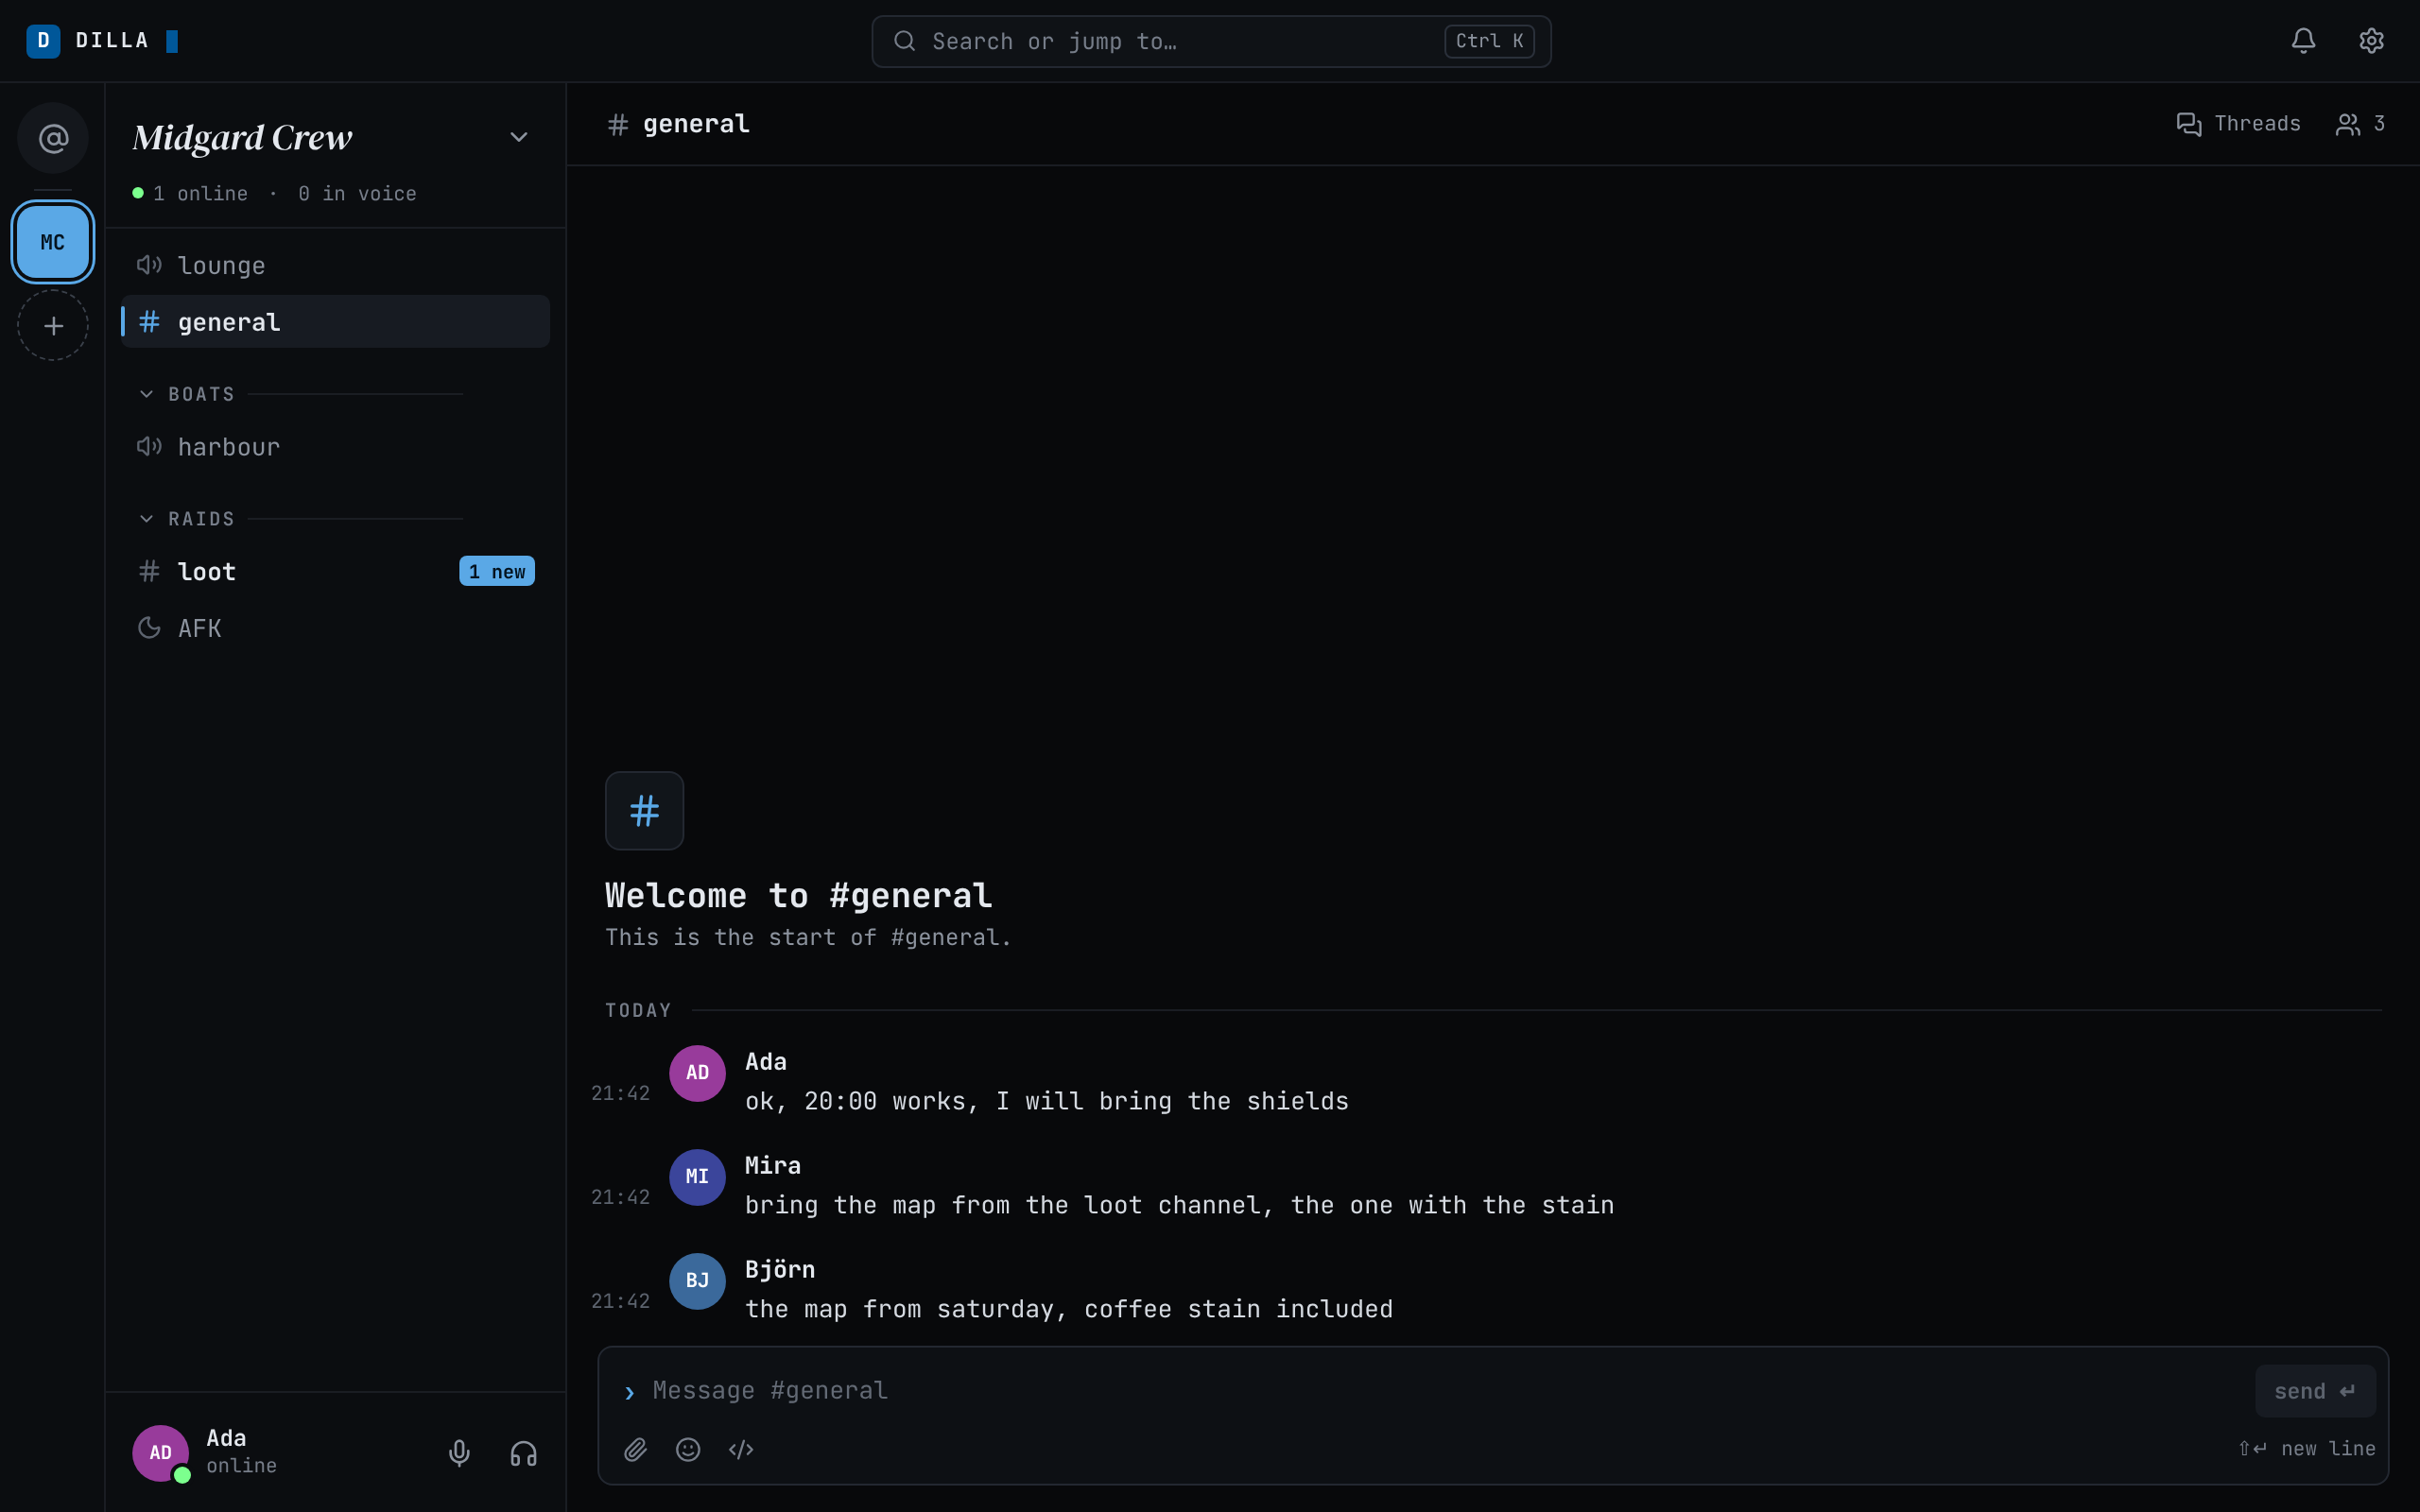 D DILLA
Search or jump to… Ctrl K
@
MC
Midgard Crew
1 online · 0 in voice
lounge
# general
BOATS
harbour
RAIDS
# loot 1 new
AFK
AD Ada
online
# general Threads 3
#
Welcome to #general
This is the start of #general.
TODAY
AD Ada
21:42 ok, 20:00 works, I will bring the shields
MI Mira
21:42 bring the map from the loot channel, the one with the stain
BJ Björn
21:42 the map from saturday, coffee stain included
› Message #general send ↵
⇧↵ new line